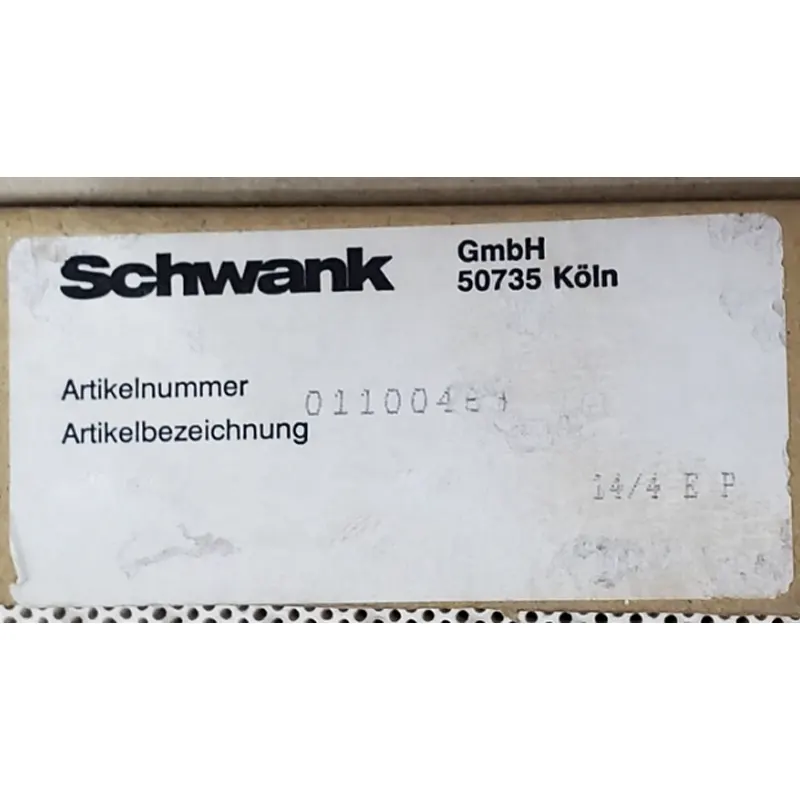 Schwank
GmbH
50735 Köln
Artikelnummer
Artikelbezeichnung
14/4 E P